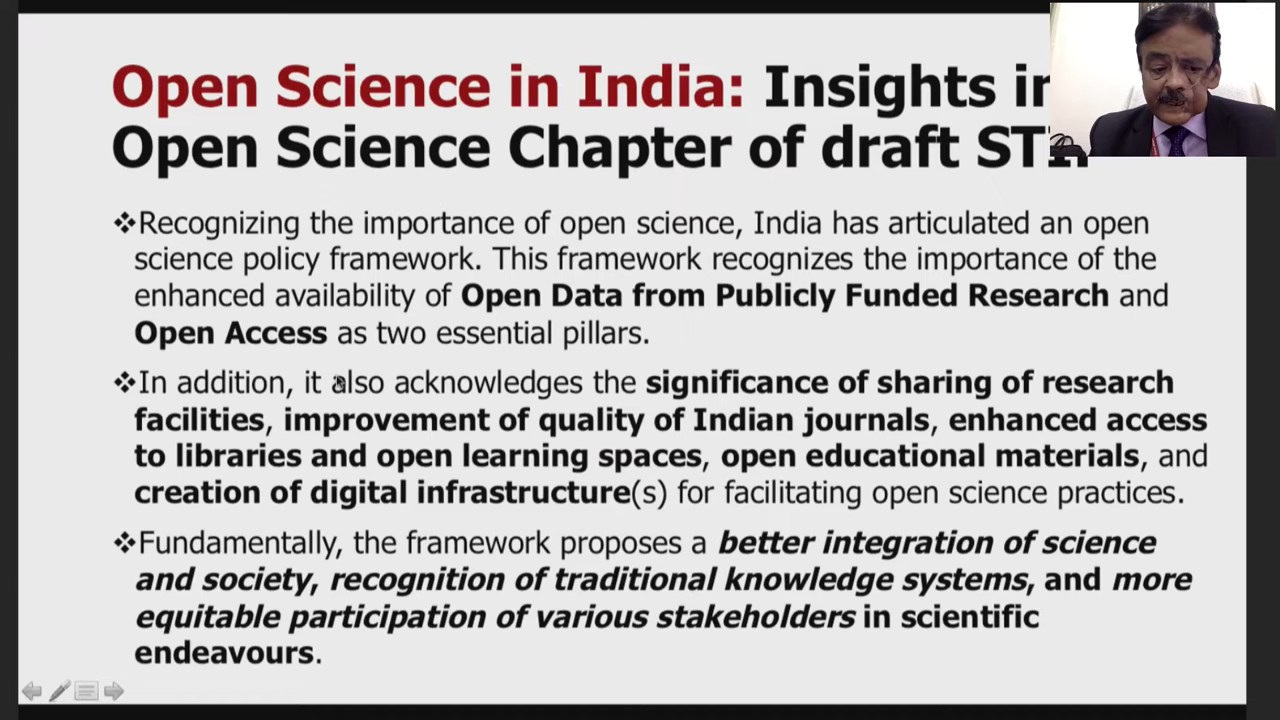 Open Science in India: Insights in
Open Science Chapter of draft
❖Recognizing the importance of open science, India has articulated an open
science policy framework. This framework recognizes the importance of the
enhanced availability of Open Data from Publicly Funded Research and
Open Access as two essential pillars.
❖In addition, it also acknowledges the significance of sharing of research
facilities, improvement of quality of Indian journals, enhanced access
to libraries and open learning spaces, open educational materials, and
creation of digital infrastructure(s) for facilitating open science practices.
❖Fundamentally, the framework proposes a better integration of science
and society, recognition of traditional knowledge systems, and more
equitable participation of various stakeholders in scientific
endeavours.